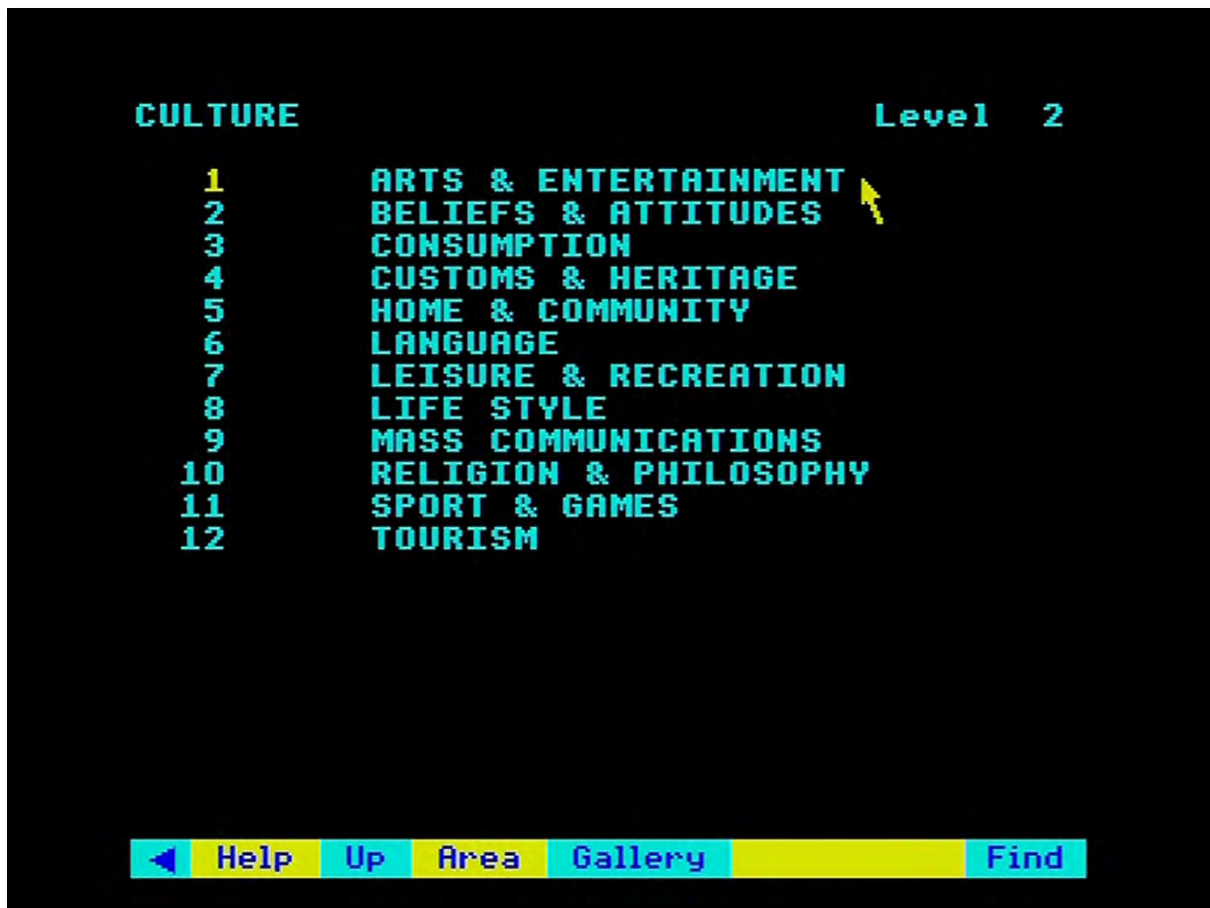 CULTURE Level 2
1 ARTS & ENTERTAINMENT
2 BELIEFS & ATTITUDES
3 CONSUMPTION
4 CUSTOMS & HERITAGE
5 HOME & COMMUNITY
6 LANGUAGE
7 LEISURE & RECREATION
8 LIFE STYLE
9 MASS COMMUNICATIONS
10 RELIGION & PHILOSOPHY
11 SPORT & GAMES
12 TOURISM
Help Up Area Gallery Find